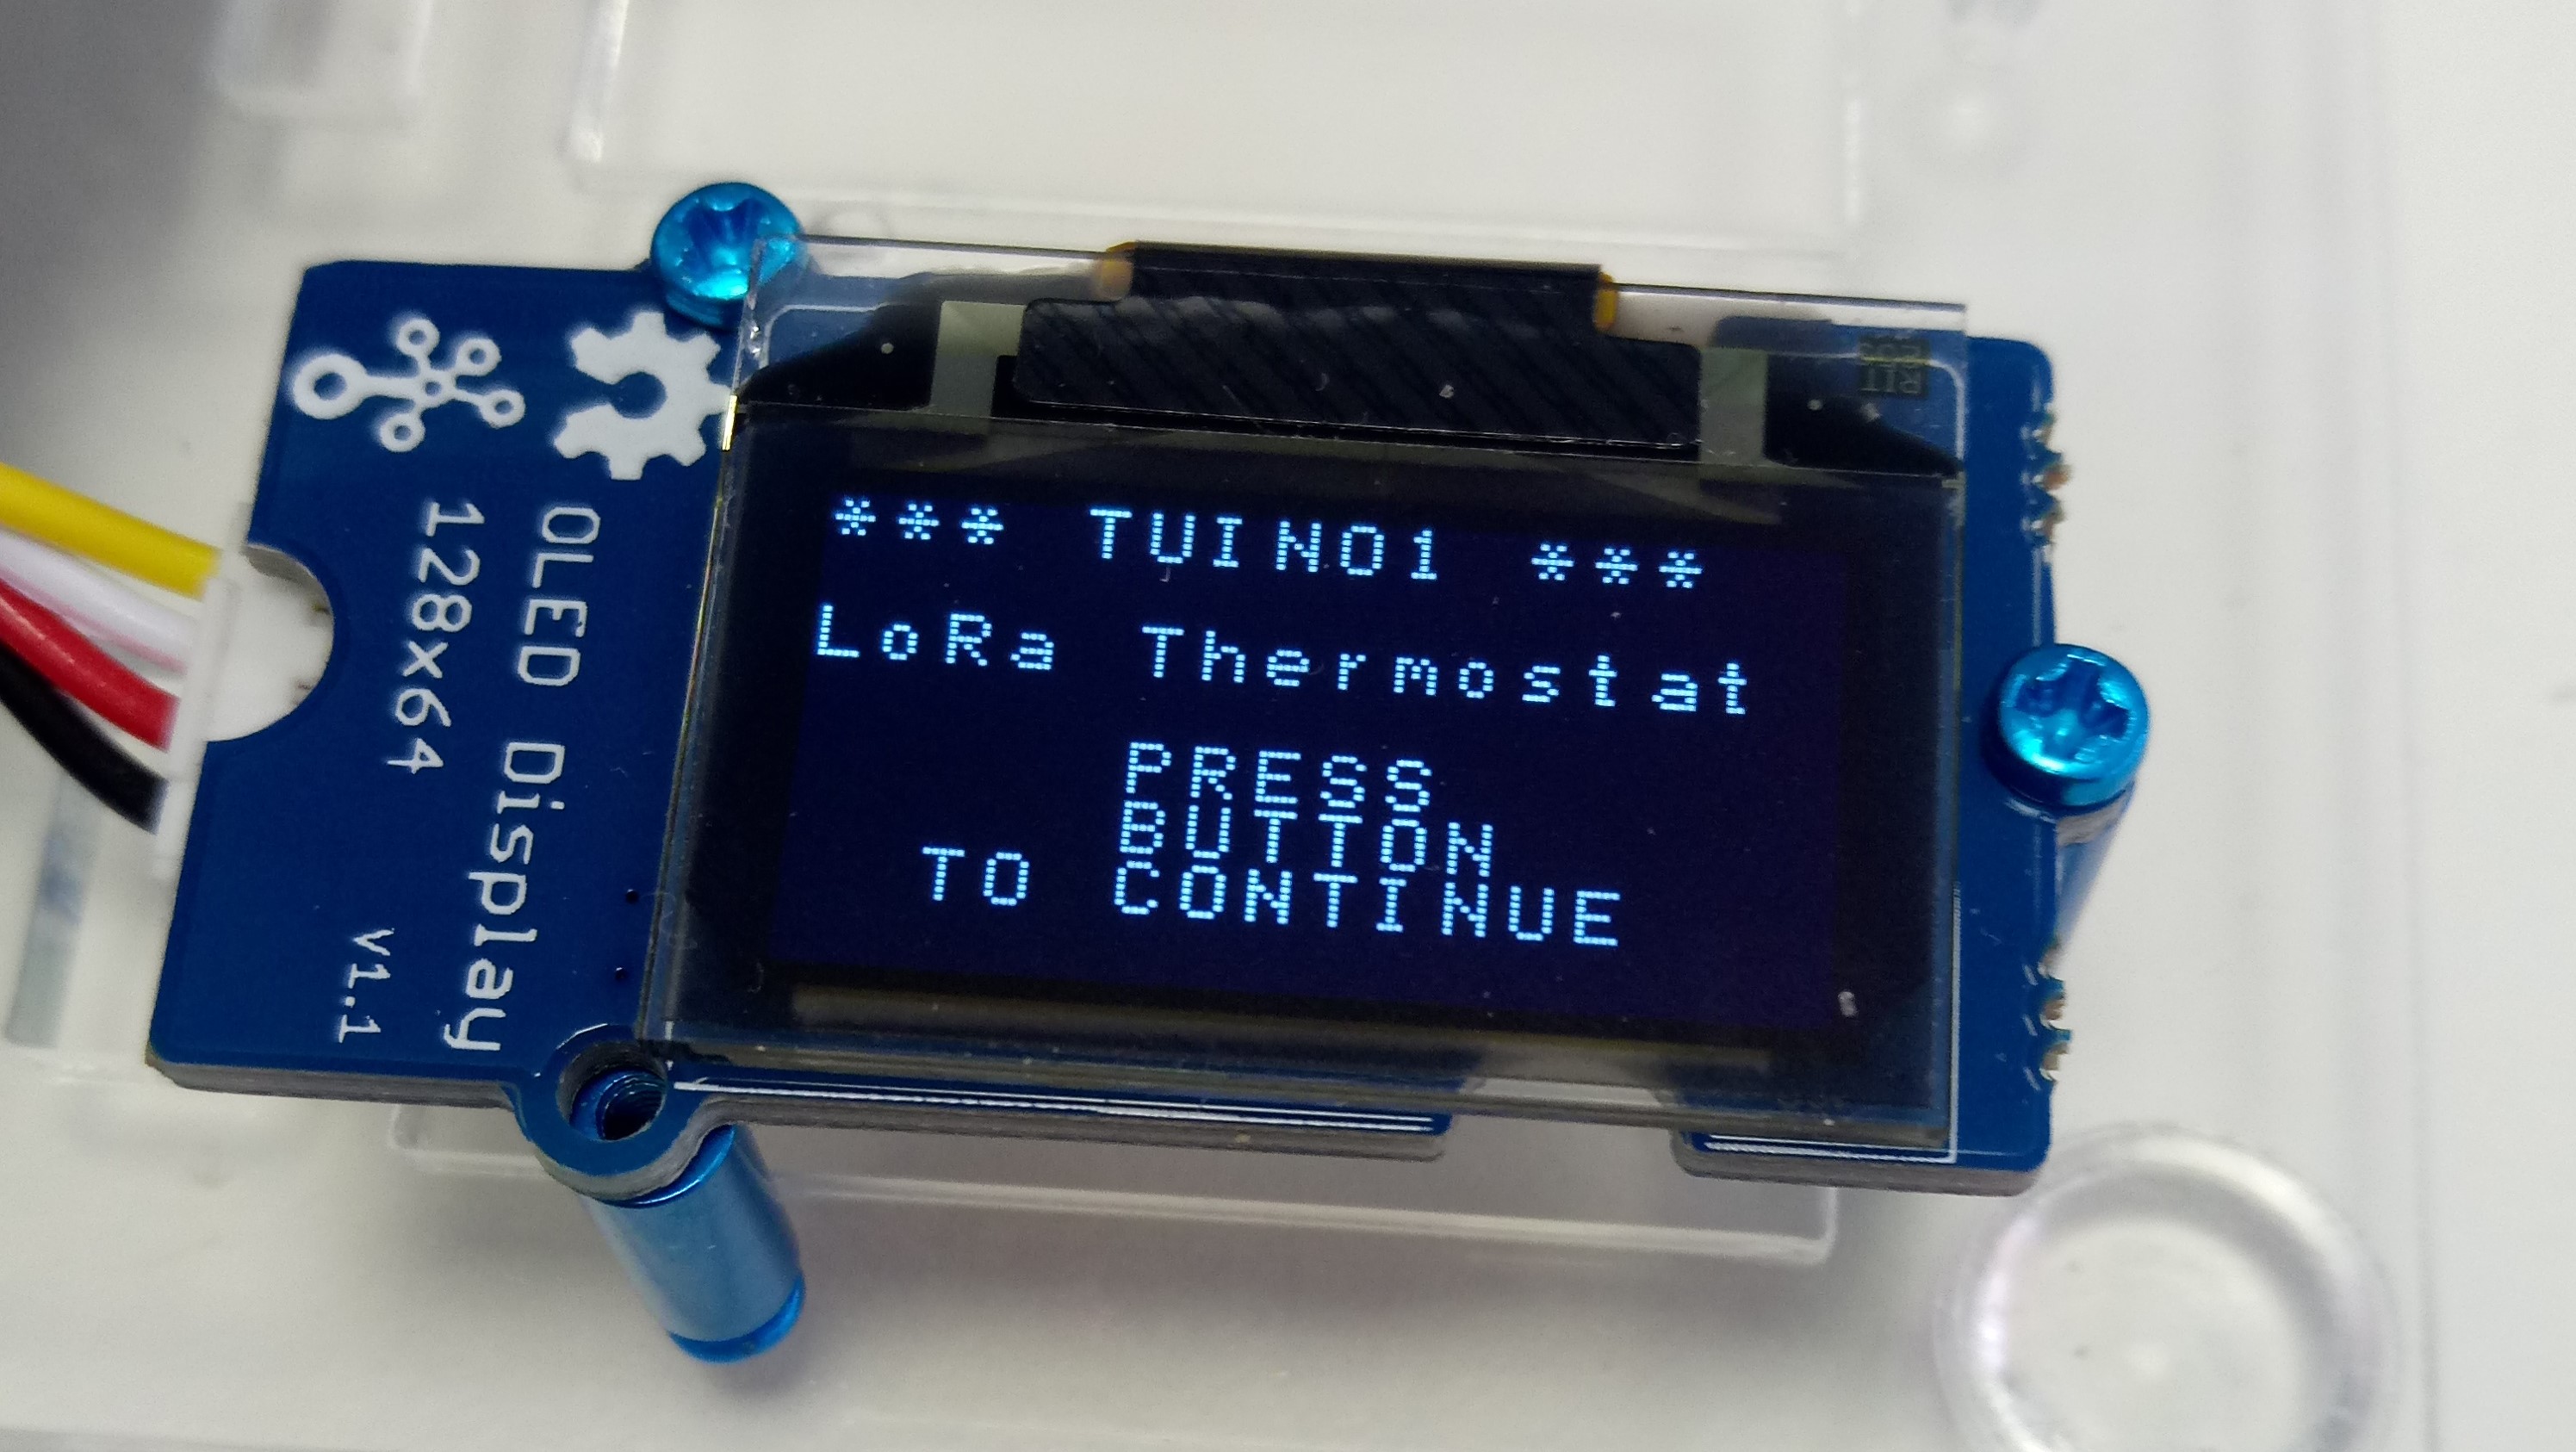 *** TUINO1 ***
LoRa Thermostat
PRESS
BUTTON
TO CONTINUE
OLED Display
128x64
v1.1